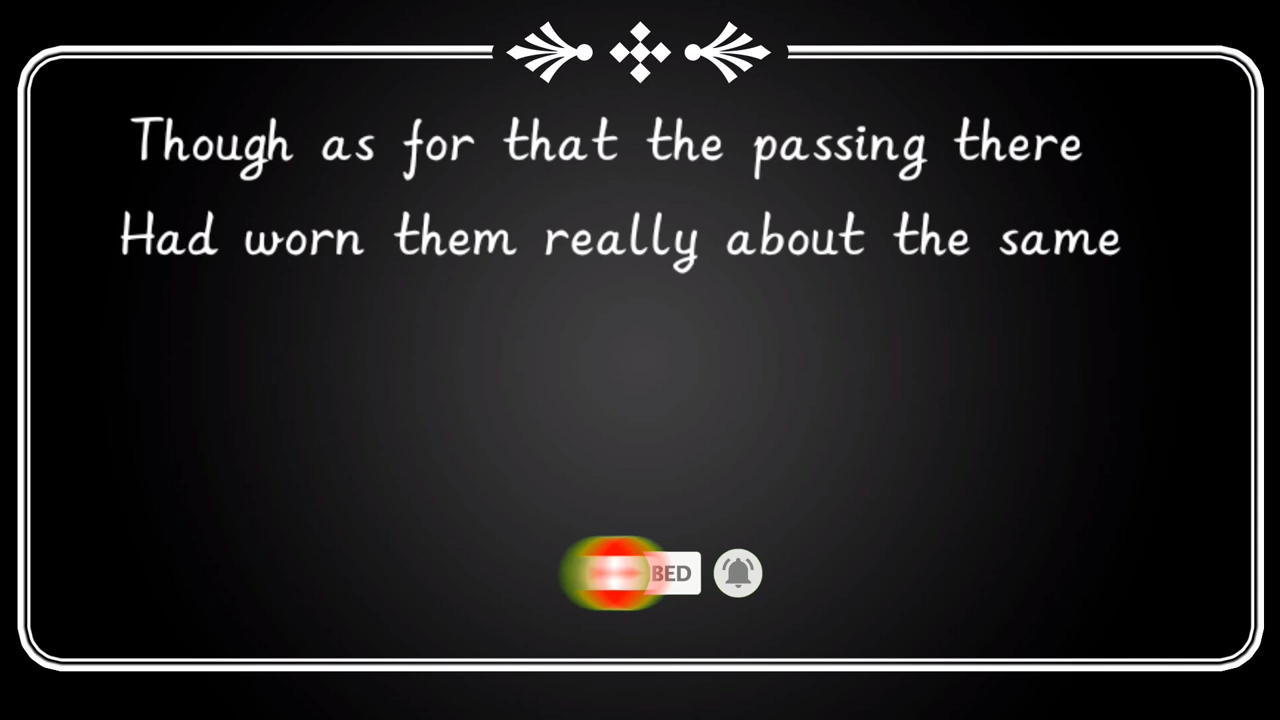 Though as for that the passing there
Had worn them really about the same
BED